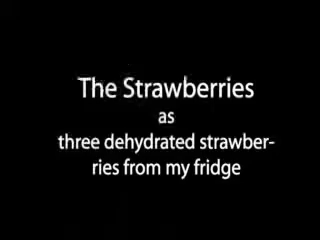 The Strawberries
as
three dehydrated strawber-
ries from my fridge